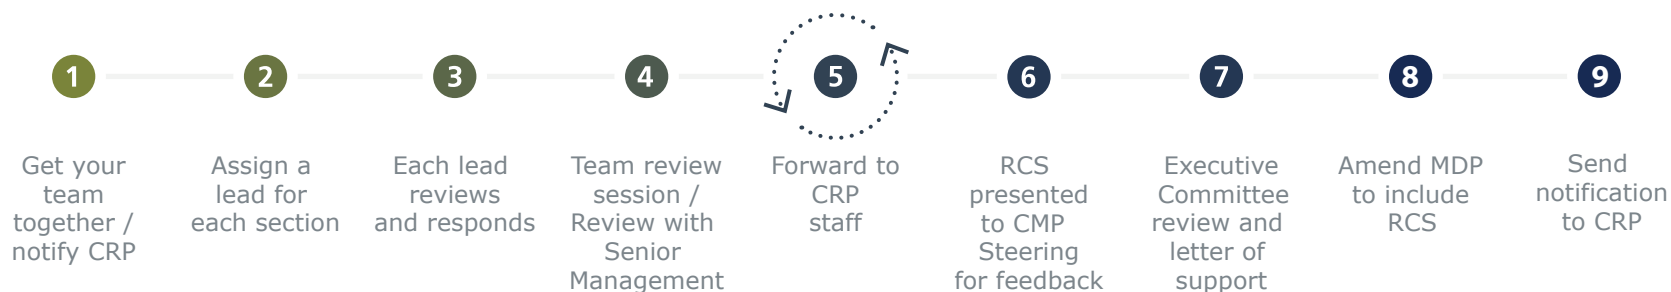 1
Get your
team
together /
notify CRP
2
Assign a
lead for
each section
3
Each lead
reviews
and responds
4
Team review
session /
Review with
Senior
Management
5
Forward to
CRP
staff
6
RCS
presented
to CMP
Steering
for feedback
7
Executive
Committee
review and
letter of
support
8
Amend MDP
to include
RCS
9
Send
notification
to CRP